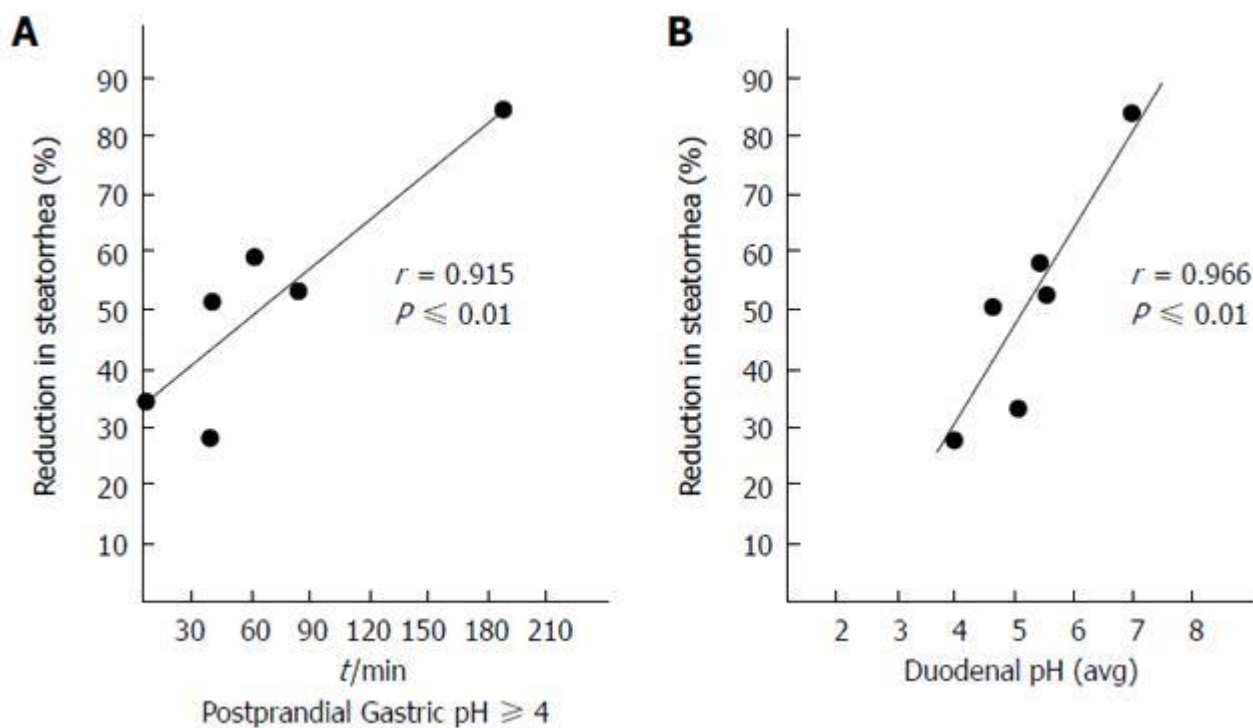 A
Reduction in steatorrhea (%)
90
80
70
60
50
40
30
20
10
r = 0.915
P ≤ 0.01
30 60 90 120 150 180 210
t/min
Postprandial Gastric pH ≥ 4
B
Reduction in steatorrhea (%)
90
80
70
60
50
40
30
20
10
r = 0.966
P ≤ 0.01
2 3 4 5 6 7 8
Duodenal pH (avg)